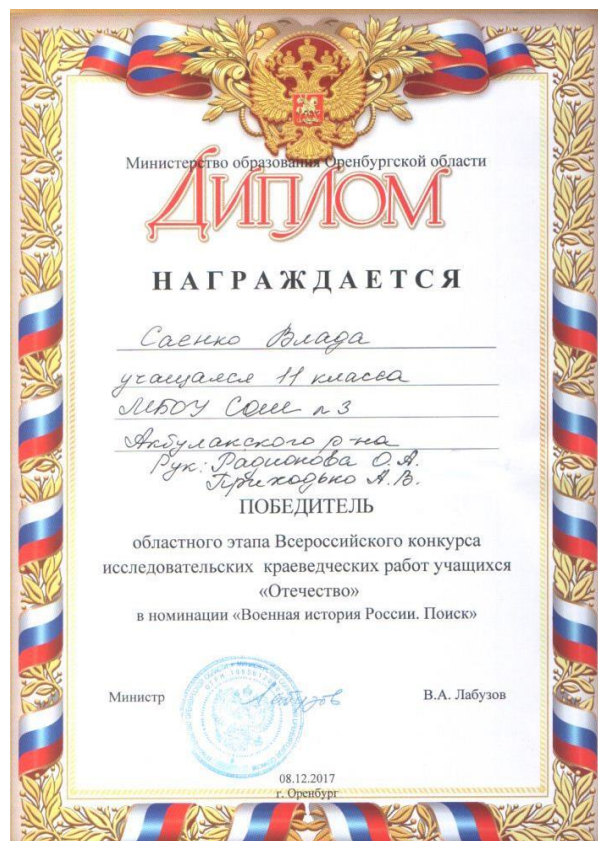 Министерство образования Оренбургской области
ДИПЛОМ
НАГРАЖДАЕТСЯ
Саенко Влада
учащаяся 11 класса
МБОУ Сош №3
Акбулакского р-на
Рук: Радионова О.А.
Приходько А.В.
ПОБЕДИТЕЛЬ
областного этапа Всероссийского конкурса
исследовательских краеведческих работ учащихся
«Отечество»
в номинации «Военная история России. Поиск»
Министр В.А. Лабузов
08.12.2017
г. Оренбург